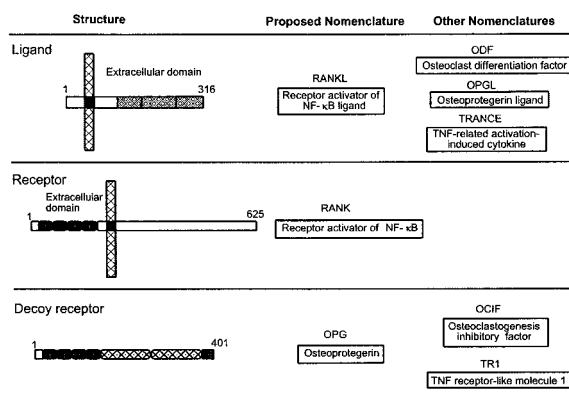 Structure
Proposed Nomenclature
Other Nomenclatures
Ligand
1
Extracellular domain
316
RANKL
Receptor activator of
NF- κB ligand
ODF
Osteoclast differentiation factor
OPGL
Osteoprotegerin ligand
TRANCE
TNF-related activation-
induced cytokine
Receptor
1
Extracellular
domain
625
RANK
Receptor activator of NF- κB
Decoy receptor
1
401
OPG
Osteoprotegerin
OCIF
Osteoclastogenesis
inhibitory factor
TR1
TNF receptor-like molecule 1